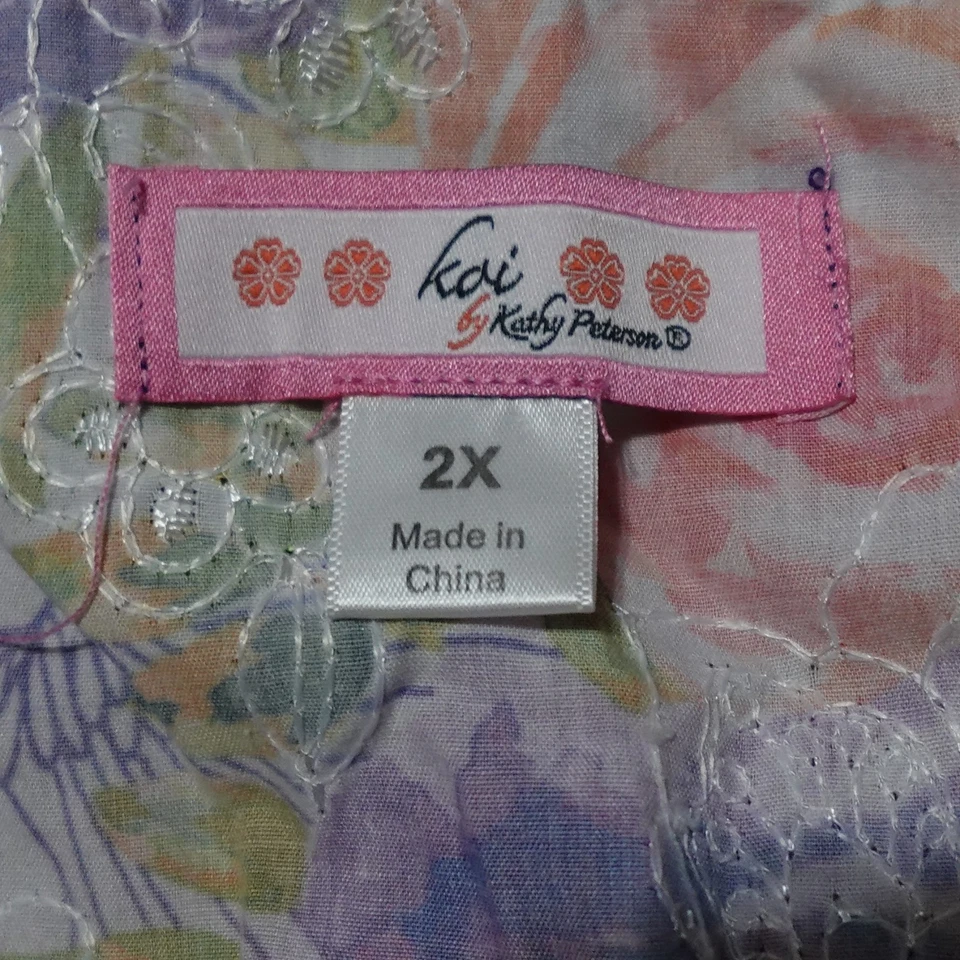 koi
by Kathy Peterson®
2X
Made in
China